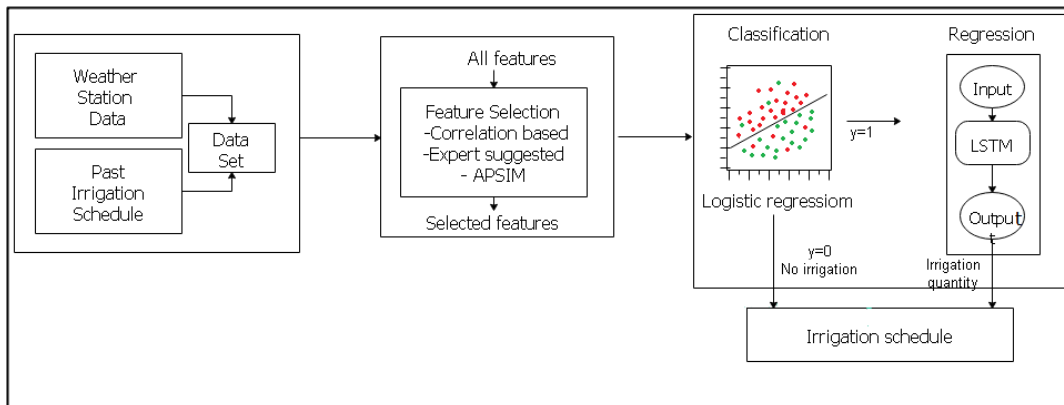 Weather
Station
Data
Past
Irrigation
Schedule
Data
Set
All features
Feature Selection
-Correlation based
-Expert suggested
- APSIM
Selected features
Classification
Logistic regressiom
y=1
y=0
No irrigation
Regression
Input
LSTM
Output
t
Irrigation
quantity
Irrigation schedule